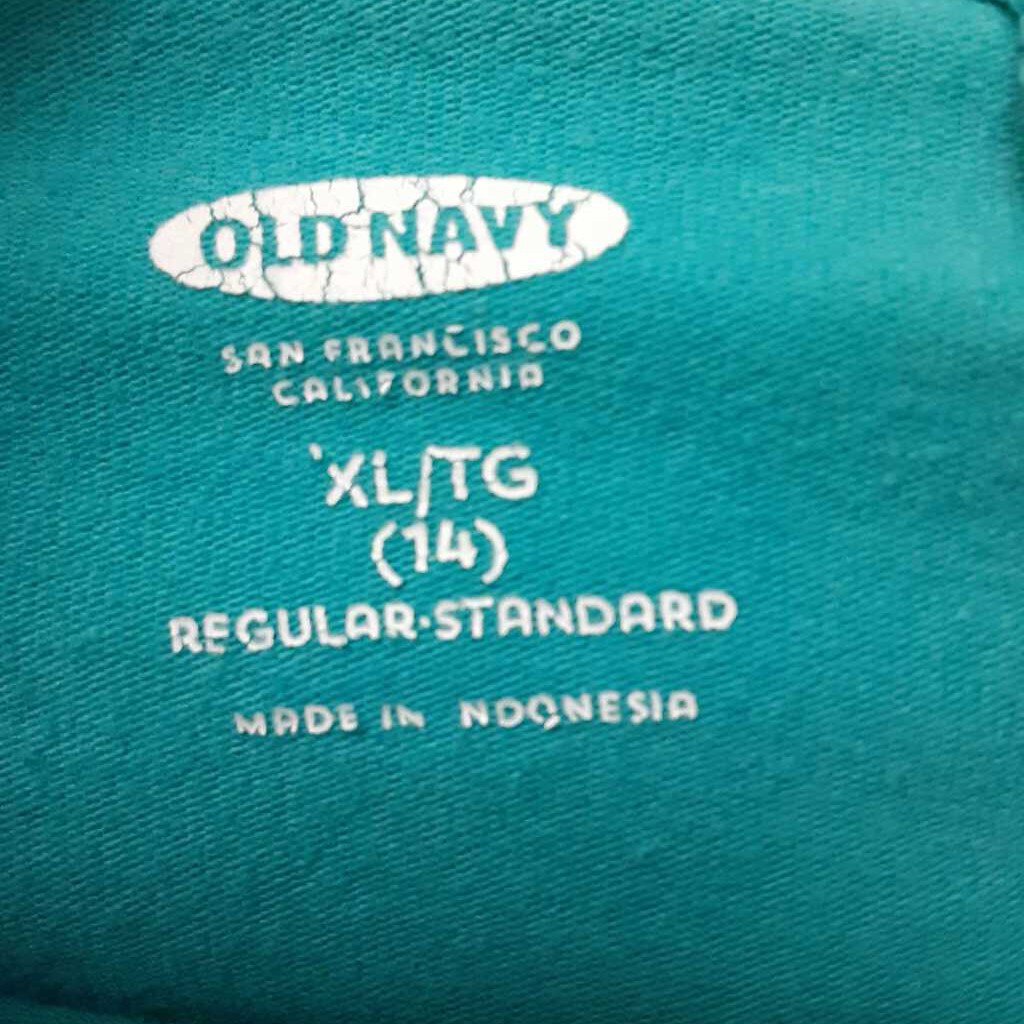 OLD NAVY
SAN FRANCISCO
CALIFORNIA
XL/TG
(14)
REGULAR·STANDARD
MADE IN NDONESIA